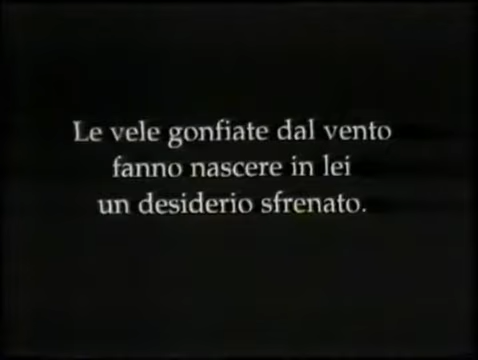 Le vele gonfiate dal vento
fanno nascere in lei
un desiderio sfrenato.